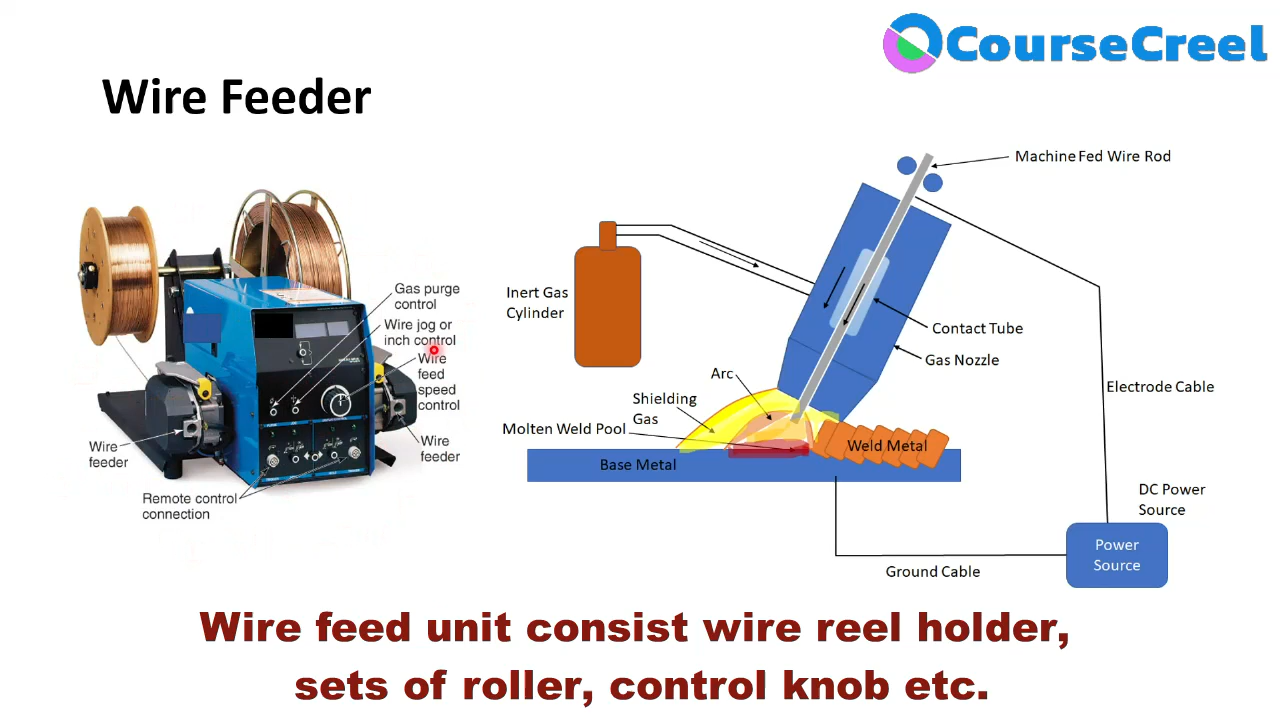 CourseCreel
Wire Feeder
Gas purge
control
Wire jog or
inch control
Wire
feed
speed
control
Wire
feeder
Wire
feeder
Remote control
connection
Machine Fed Wire Rod
Inert Gas
Cylinder
Contact Tube
Gas Nozzle
Arc
Electrode Cable
Shielding
Gas
Molten Weld Pool
Weld Metal
Base Metal
DC Power
Source
Power
Source
Ground Cable
Wire feed unit consist wire reel holder,
sets of roller, control knob etc.